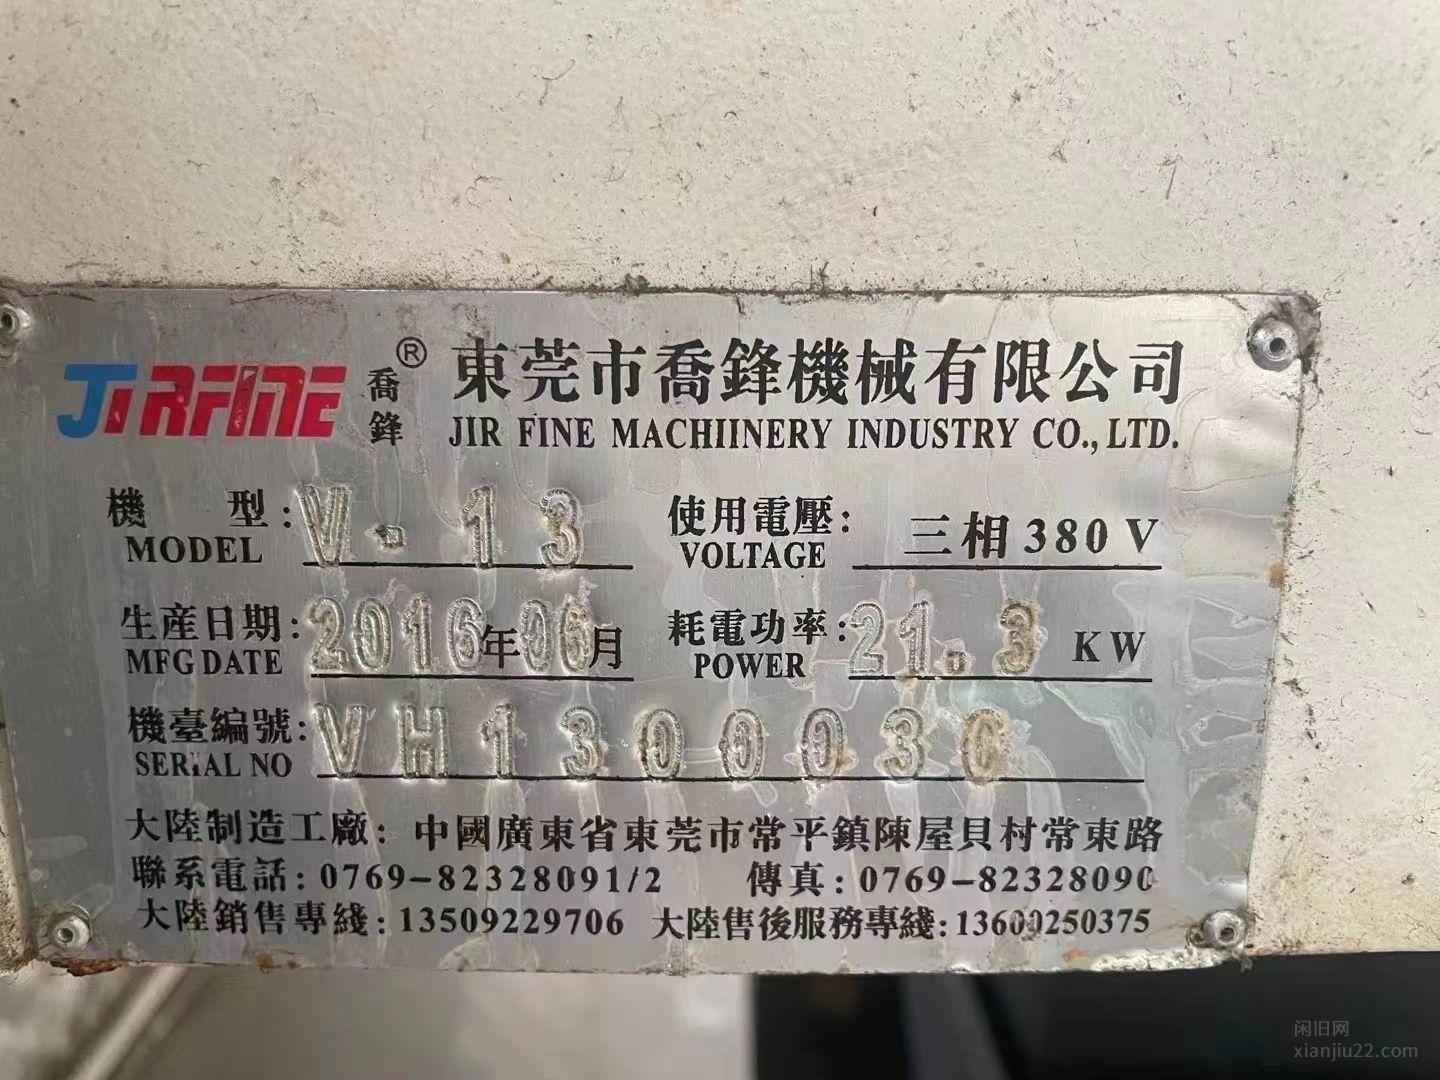 JIRFINE 喬鋒 ® 東莞市喬鋒機械有限公司
JIR FINE MACHIINERY INDUSTRY CO.,LTD.
機 型: V-13 使用電壓: 三相380V
MODEL VOLTAGE
生産日期: 2016年06月 耗電功率: 21.3 KW
MFG DATE POWER
機臺編號: VH1300030
SERIAL NO
大陸制造工廠: 中國廣東省東莞市常平鎮陳屋貝村常東路
聯系電話: 0769-82328091/2 傳真: 0769-82328090
大陸銷售專綫: 13509229706 大陸售後服務專綫: 13600250375
闲旧网
xianjiu22.com